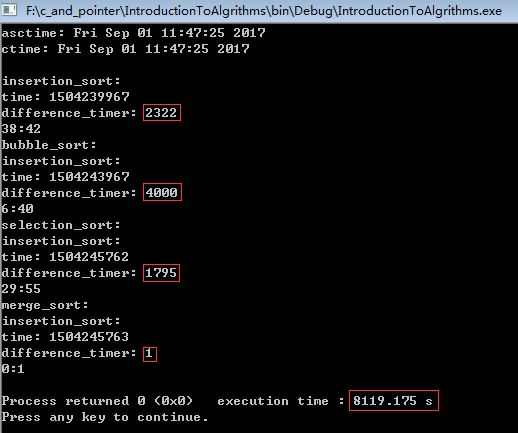 F:\c_and_pointer\IntroductionToAlgrithms\bin\Debug\IntroductionToAlgrithms.exe
asctime: Fri Sep 01 11:47:25 2017
ctime: Fri Sep 01 11:47:25 2017
insertion_sort:
time: 1504239967
difference_timer: 2322
38:42
bubble_sort:
insertion_sort:
time: 1504243967
difference_timer: 4000
6:40
selection_sort:
insertion_sort:
time: 1504245762
difference_timer: 1795
29:55
merge_sort:
insertion_sort:
time: 1504245763
difference_timer: 1
0:1
Process returned 0 (0x0)   execution time : 8119.175 s
Press any key to continue.